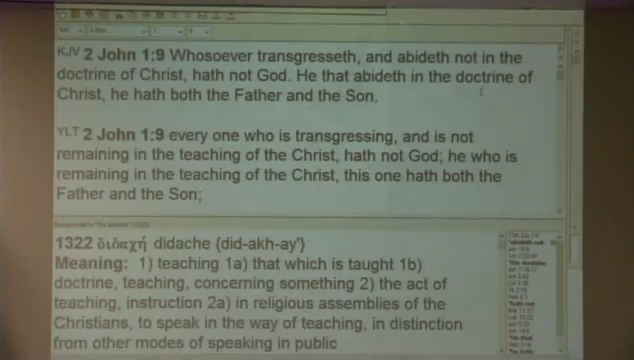 KJV 2 John 1:9 Whosoever transgresseth, and abideth not in the
doctrine of Christ, hath not God. He that abideth in the doctrine of
Christ, he hath both the Father and the Son.
YLT 2 John 1:9 every one who is transgressing, and is not
remaining in the teaching of the Christ, hath not God; he who is
remaining in the teaching of the Christ, this one hath both the
Father and the Son;
1322 διδαχή didache {did-akh-ay'}
Meaning: 1) teaching 1a) that which is taught 1b)
doctrine, teaching, concerning something 2) the act of
teaching, instruction 2a) in religious assemblies of the
Christians, to speak in the way of teaching, in distinction
from other modes of speaking in public